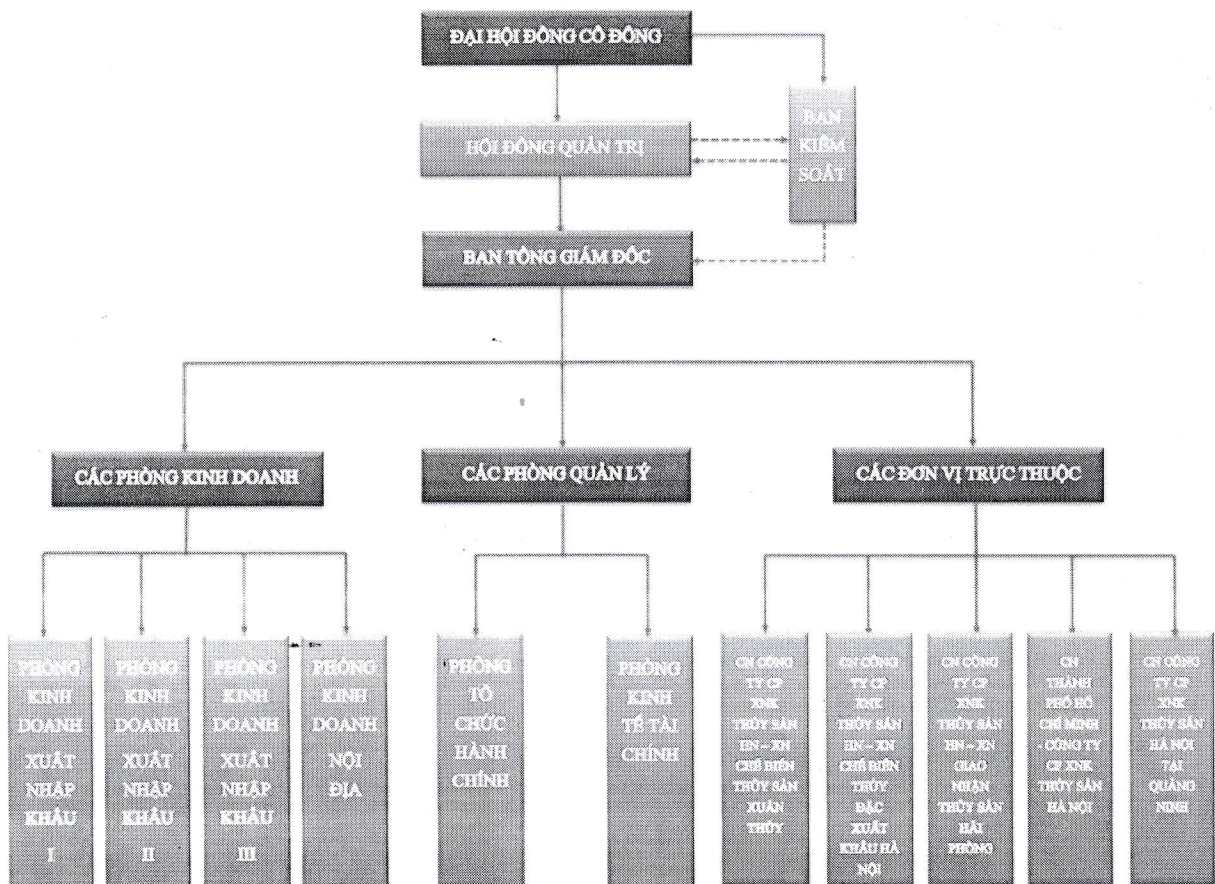 ĐẠI HỘI ĐỒNG CỔ ĐÔNG
BAN
KIỂM
SOÁT
HỘI ĐỒNG QUẢN TRỊ
BAN TỔNG GIÁM ĐỐC
CÁC PHÒNG KINH DOANH
CÁC PHÒNG QUẢN LÝ
CÁC ĐƠN VỊ TRỰC THUỘC
PHÒNG
KINH
DOANH
XUẤT
NHẬP
KHẨU
I
PHÒNG
KINH
DOANH
XUẤT
NHẬP
KHẨU
II
PHÒNG
KINH
DOANH
XUẤT
NHẬP
KHẨU
III
PHÒNG
KINH
DOANH
NỘI
ĐỊA
PHÒNG
TỔ
CHỨC
HÀNH
CHÍNH
PHÒNG
KINH
TẾ TÀI
CHÍNH
CN CÔNG
TY CP
XNK
THỦY SẢN
HN – XN
CHẾ BIẾN
THỦY SẢN
XUÂN
THỦY
CN CÔNG
TY CP
XNK
THỦY SẢN
HN – XN
CHẾ BIẾN
THỦY
ĐẶC
XUẤT
KHẨU HÀ
NỘI
CN CÔNG
TY CP
XNK
THỦY SẢN
HN – XN
GIAO
NHẬN
THỦY SẢN
HẢI
PHÒNG
CN
THÀNH
PHỐ HỒ
CHÍ MINH
- CÔNG TY
CP XNK
THỦY SẢN
HÀ NỘI
CN CÔNG
TY CP
XNK
THỦY SẢN
HÀ NỘI
TẠI
QUẢNG
NINH